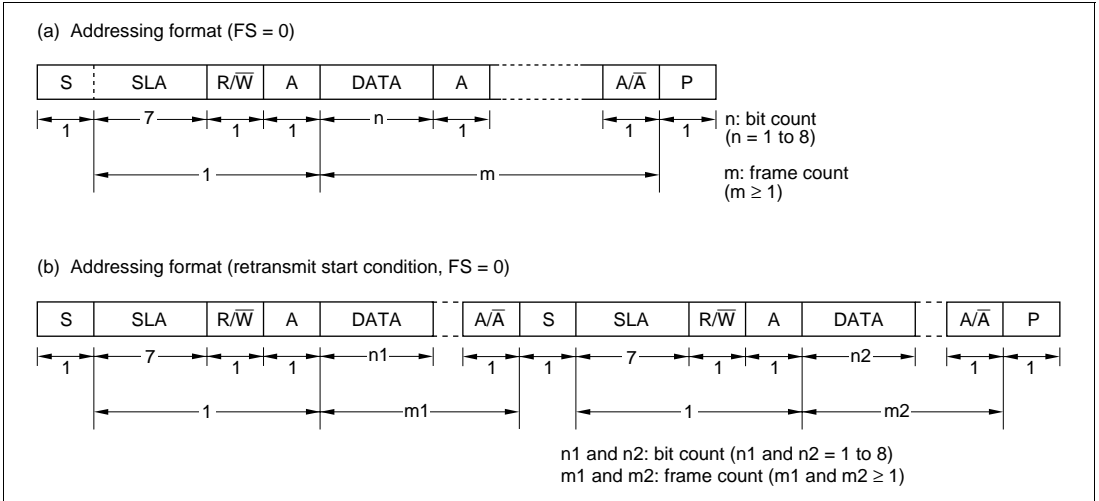 (a) Addressing format (FS = 0)
S SLA R/W̅ A DATA A A/A̅ P
1 7 1 1 n 1 1 1
n: bit count
(n = 1 to 8)
1 m
m: frame count
(m ≥ 1)
(b) Addressing format (retransmit start condition, FS = 0)
S SLA R/W̅ A DATA A/A̅ S SLA R/W̅ A DATA A/A̅ P
1 7 1 1 n1 1 1 7 1 1 n2 1 1
1 m1 1 m2
n1 and n2: bit count (n1 and n2 = 1 to 8)
m1 and m2: frame count (m1 and m2 ≥ 1)